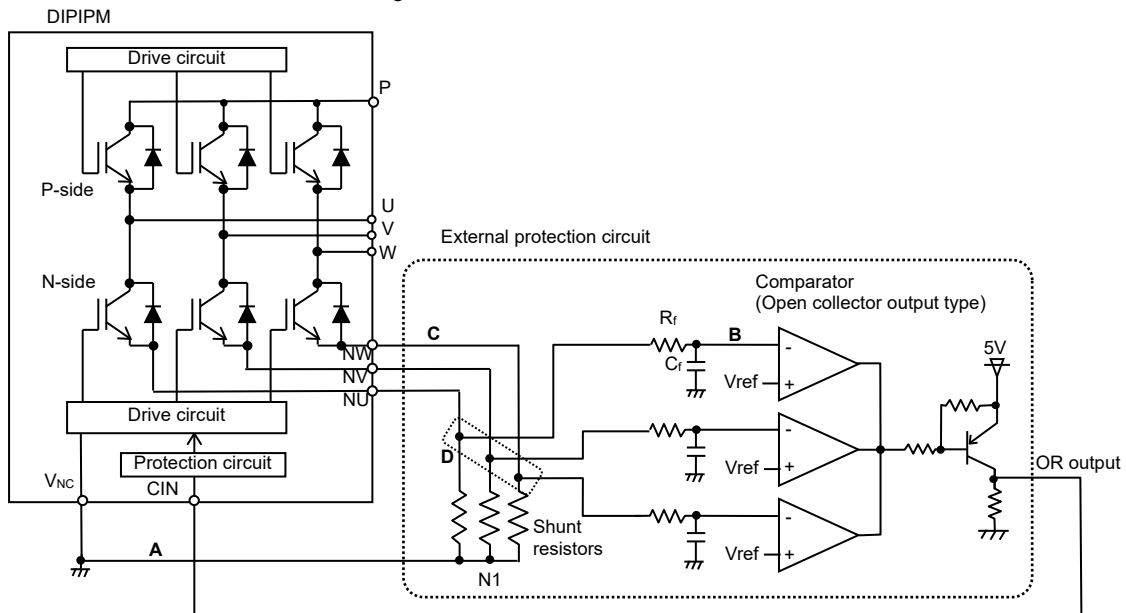 DIPIPM
Drive circuit
P
P-side
U
V
W
N-side
NW
NV
NU
Drive circuit
Protection circuit
VNC
CIN
A
External protection circuit
Comparator
(Open collector output type)
C
Rf
B
Cf
-
Vref
+
5V
D
-
Vref
+
OR output
-
Vref
+
Shunt
resistors
N1